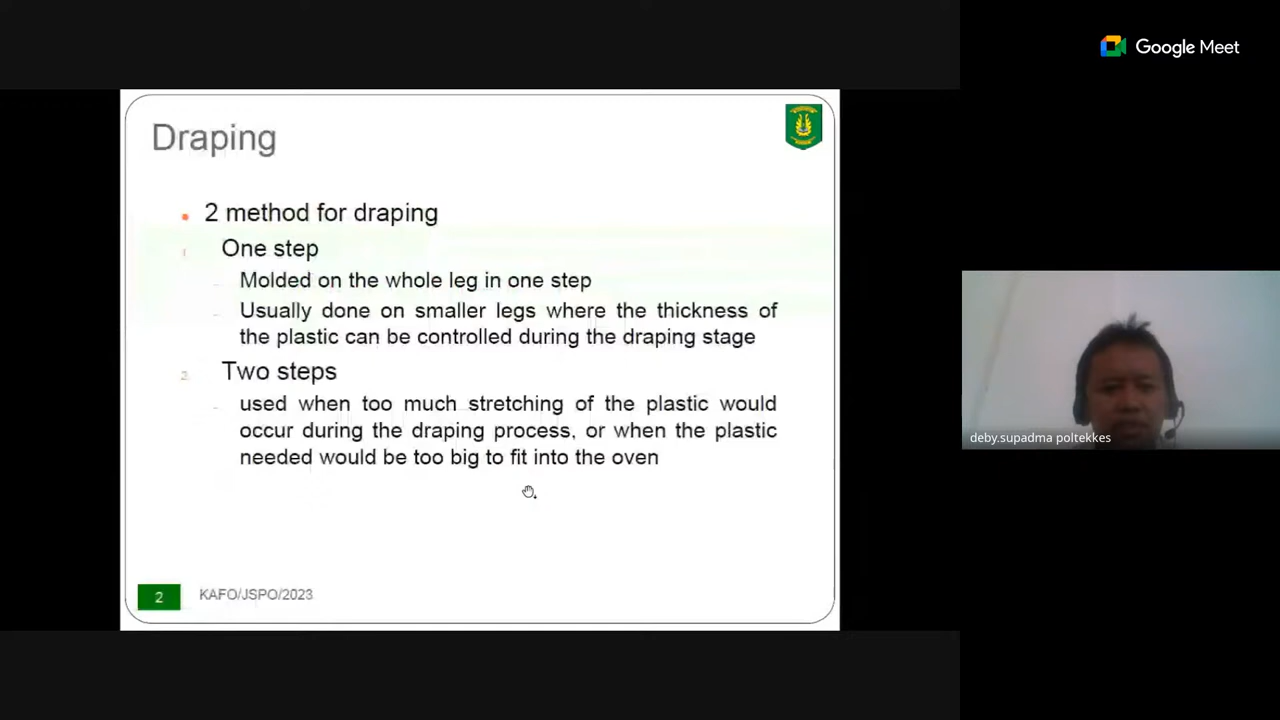 Google Meet
Draping
2 method for draping
1. One step
Molded on the whole leg in one step
Usually done on smaller legs where the thickness of
the plastic can be controlled during the draping stage
2. Two steps
used when too much stretching of the plastic would
occur during the draping process, or when the plastic
needed would be too big to fit into the oven
2
KAFO/JSPO/2023
deby.supadma poltekkes